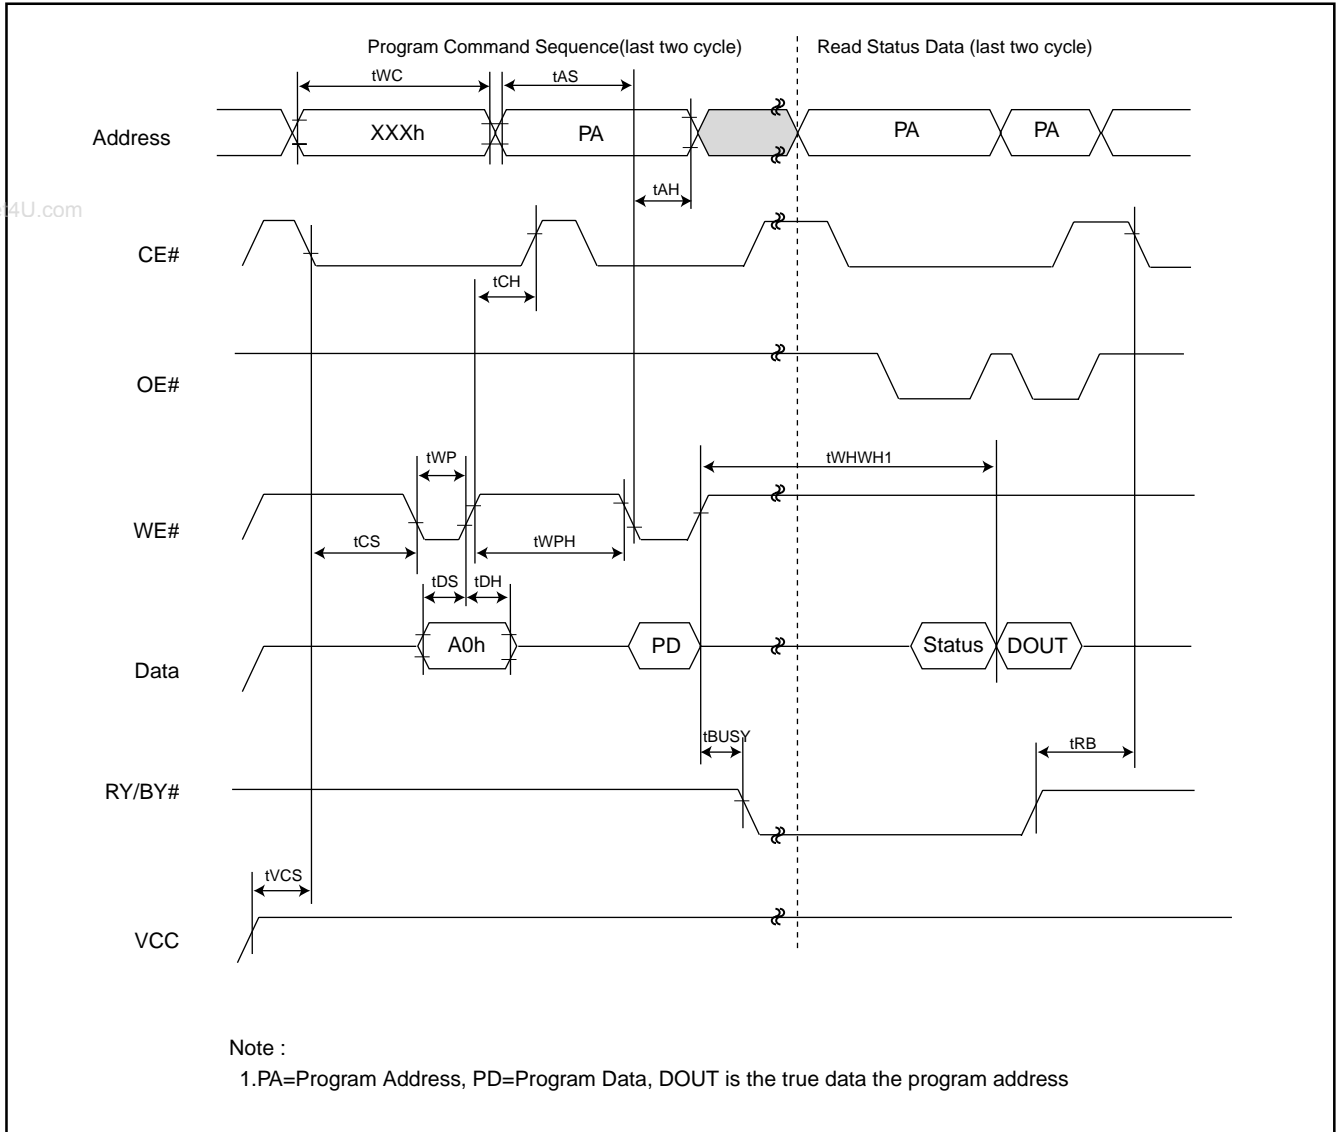 Program Command Sequence(last two cycle) Read Status Data (last two cycle)
tWC tAS
Address XXXh PA PA PA
tAH
t4U.com
CE#
tCH
OE#
tWP tWHWH1
WE#
tCS tWPH
tDS tDH
Data A0h PD Status DOUT
tBUSY tRB
RY/BY#
tVCS
VCC
Note :
1.PA=Program Address, PD=Program Data, DOUT is the true data the program address